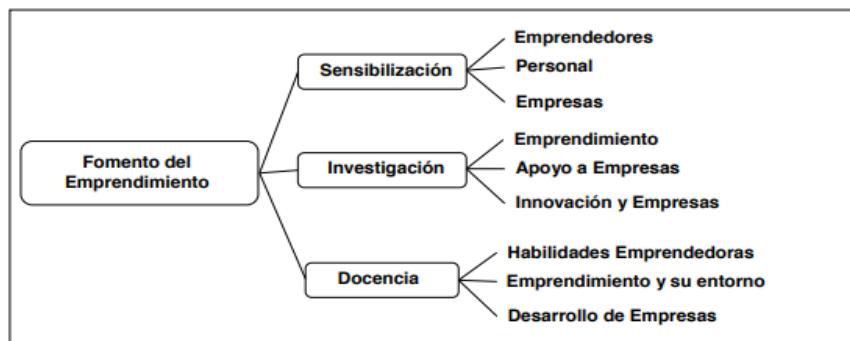 Fomento del
Emprendimiento
Sensibilización
Emprendedores
Personal
Empresas
Investigación
Emprendimiento
Apoyo a Empresas
Innovación y Empresas
Docencia
Habilidades Emprendedoras
Emprendimiento y su entorno
Desarrollo de Empresas